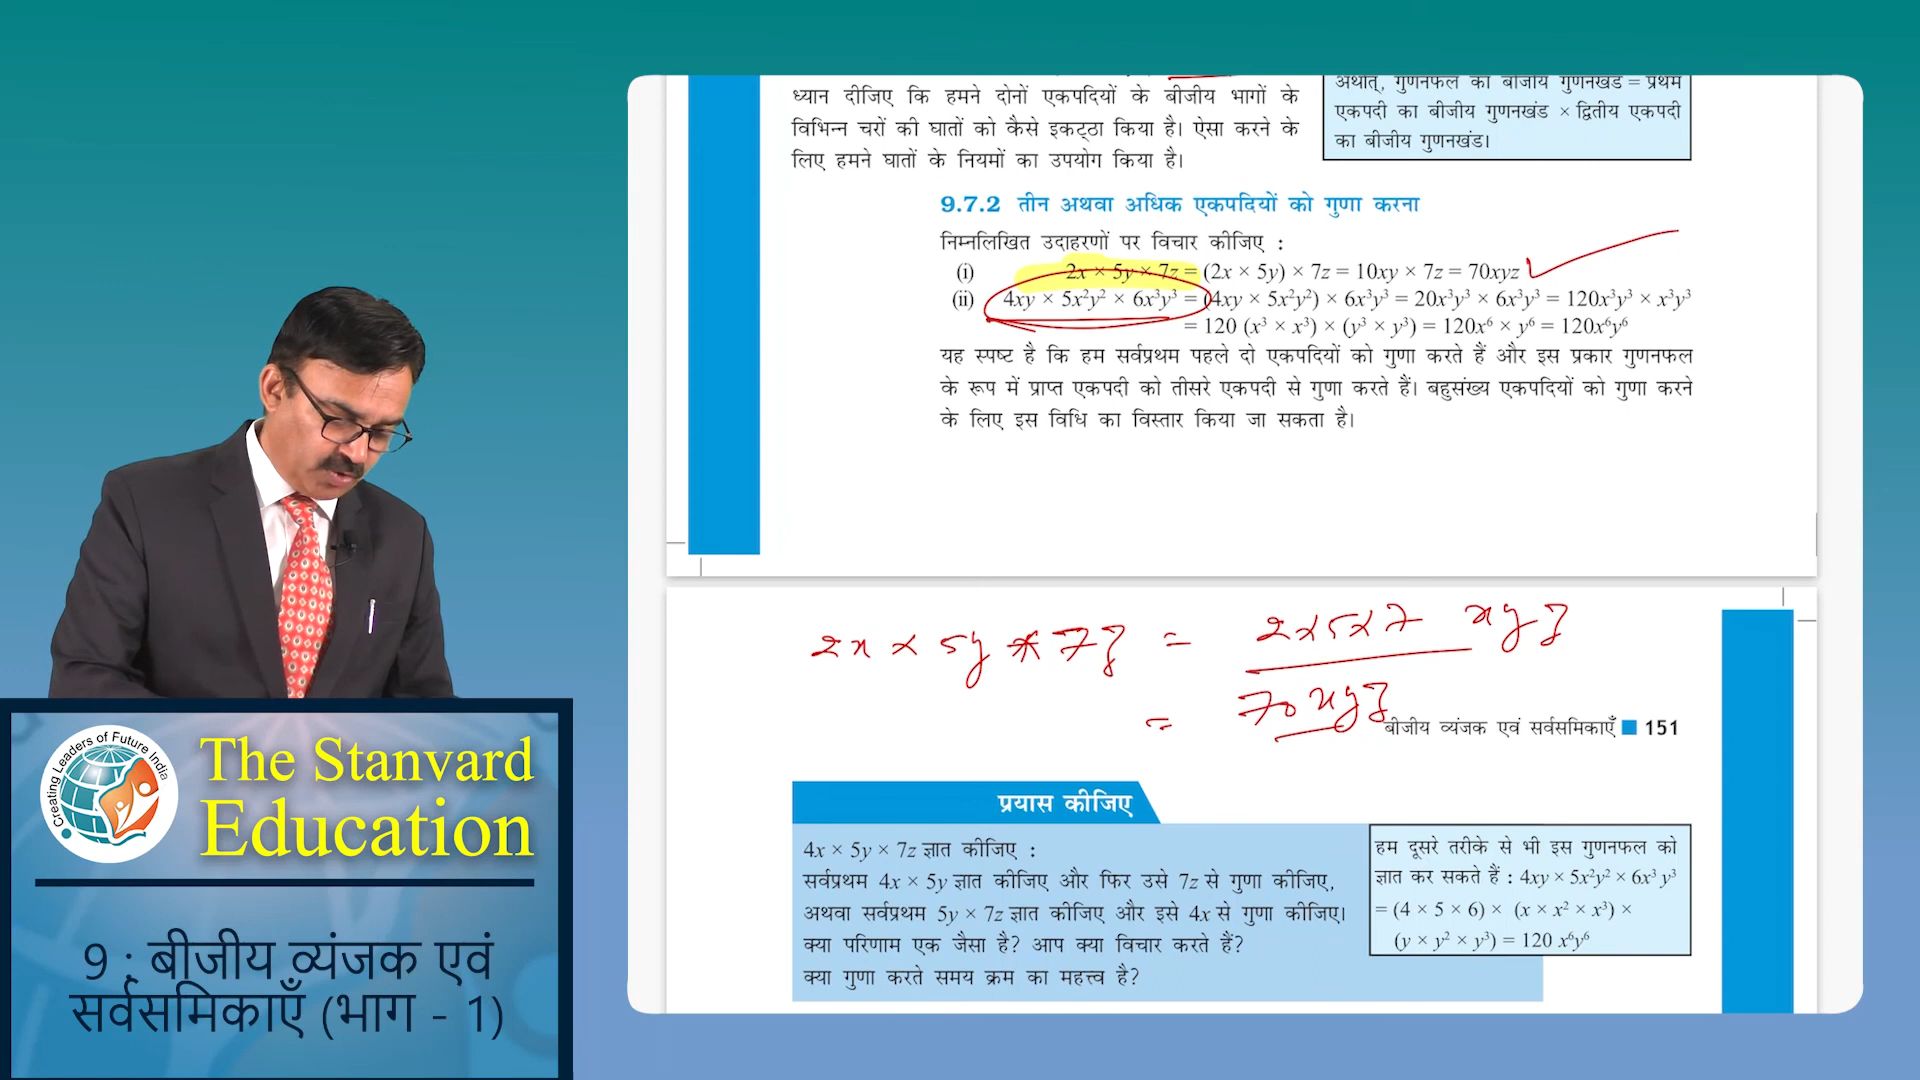 अर्थात्, गुणनफल का बीजीय गुणनखंड = प्रथम
एकपदी का बीजीय गुणनखंड × द्वितीय एकपदी
का बीजीय गुणनखंड।
ध्यान दीजिए कि हमने दोनों एकपदियों के बीजीय भागों के
विभिन्न चरों की घातों को कैसे इकट्ठा किया है। ऐसा करने के
लिए हमने घातों के नियमों का उपयोग किया है।
9.7.2 तीन अथवा अधिक एकपदियों को गुणा करना
निम्नलिखित उदाहरणों पर विचार कीजिए :
(i) 2x × 5y × 7z = (2x × 5y) × 7z = 10xy × 7z = 70xyz
(ii) 4xy × 5x²y² × 6x³y³ = (4xy × 5x²y²) × 6x³y³ = 20x³y³ × 6x³y³ = 120x³y³ × x³y³
= 120 (x³ × x³) × (y³ × y³) = 120x⁶ × y⁶ = 120x⁶y⁶
यह स्पष्ट है कि हम सर्वप्रथम पहले दो एकपदियों को गुणा करते हैं और इस प्रकार गुणनफल
के रूप में प्राप्त एकपदी को तीसरे एकपदी से गुणा करते हैं। बहुसंख्य एकपदियों को गुणा करने
के लिए इस विधि का विस्तार किया जा सकता है।
2x × 5y × 7z = 2x5x7 xyz
= 70xyz
बीजीय व्यंजक एवं सर्वसमिकाएँ ■ 151
प्रयास कीजिए
4x × 5y × 7z ज्ञात कीजिए :
सर्वप्रथम 4x × 5y ज्ञात कीजिए और फिर उसे 7z से गुणा कीजिए,
अथवा सर्वप्रथम 5y × 7z ज्ञात कीजिए और इसे 4x से गुणा कीजिए।
क्या परिणाम एक जैसा है? आप क्या विचार करते हैं?
क्या गुणा करते समय क्रम का महत्त्व है?
हम दूसरे तरीके से भी इस गुणनफल को
ज्ञात कर सकते हैं : 4xy × 5x²y² × 6x³ y³
= (4 × 5 × 6) × (x × x² × x³) ×
(y × y² × y³) = 120 x⁶y⁶
Creating Leaders of Future India
The Stanvard
Education
9 : बीजीय व्यंजक एवं
सर्वसमिकाएँ (भाग - 1)